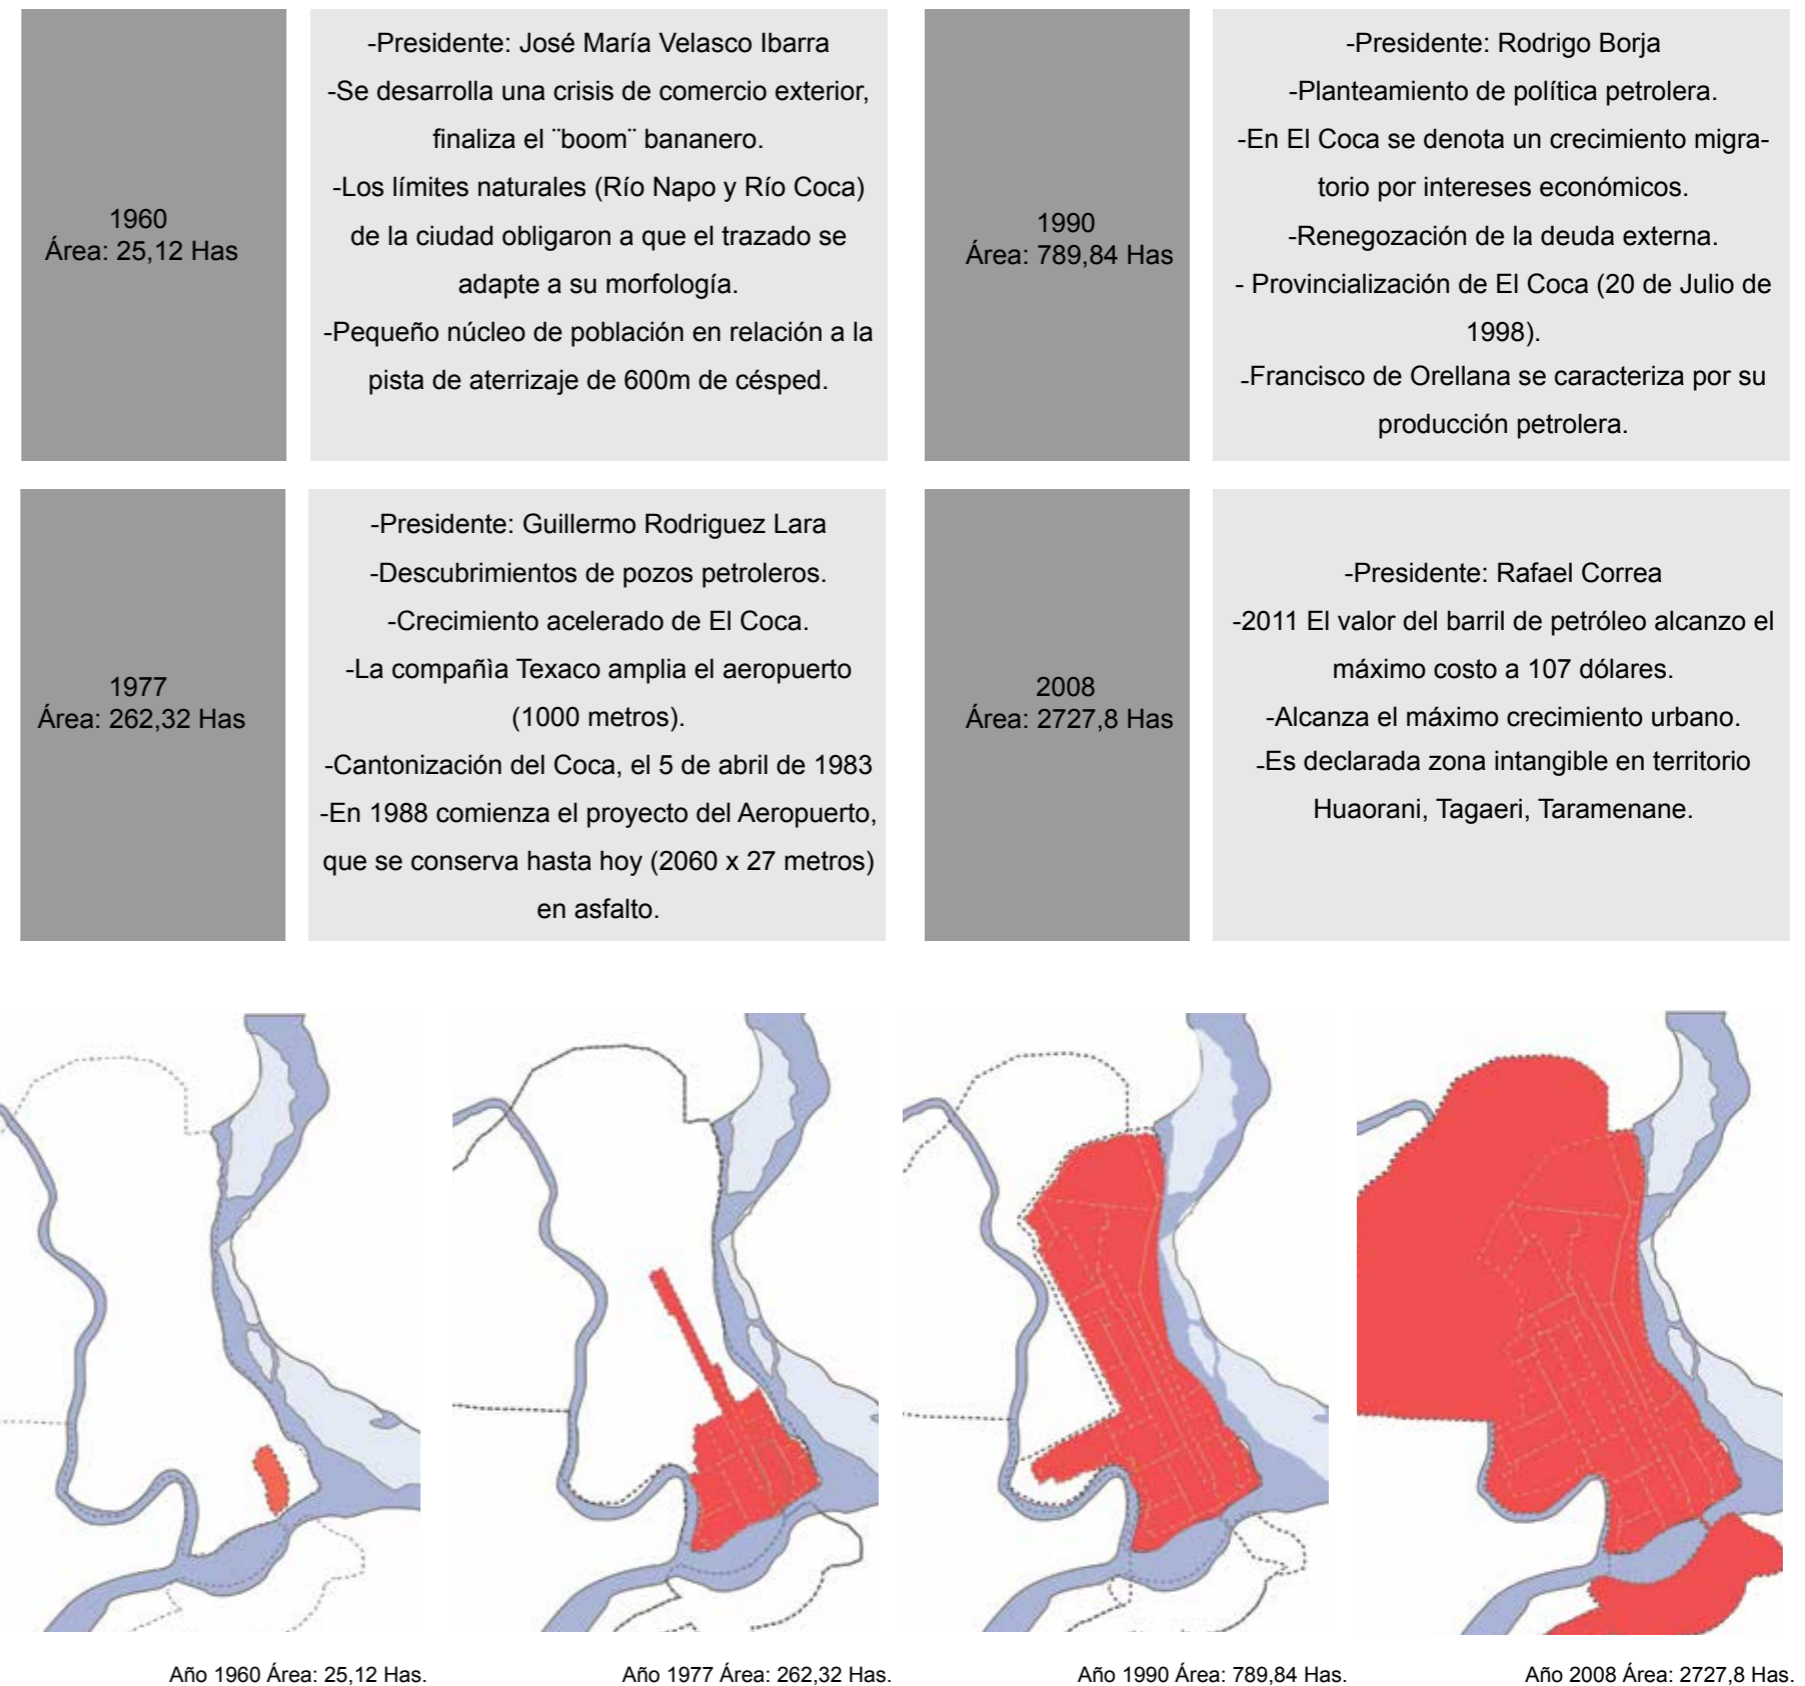 1960
Área: 25,12 Has
-Presidente: José María Velasco Ibarra
-Se desarrolla una crisis de comercio exterior,
finaliza el ¨boom¨ bananero.
-Los límites naturales (Río Napo y Río Coca)
de la ciudad obligaron a que el trazado se
adapte a su morfología.
-Pequeño núcleo de población en relación a la
pista de aterrizaje de 600m de césped.
1990
Área: 789,84 Has
-Presidente: Rodrigo Borja
-Planteamiento de política petrolera.
-En El Coca se denota un crecimiento migra-
torio por intereses económicos.
-Renegozación de la deuda externa.
- Provincialización de El Coca (20 de Julio de
1998).
-Francisco de Orellana se caracteriza por su
producción petrolera.
1977
Área: 262,32 Has
-Presidente: Guillermo Rodriguez Lara
-Descubrimientos de pozos petroleros.
-Crecimiento acelerado de El Coca.
-La compañìa Texaco amplia el aeropuerto
(1000 metros).
-Cantonización del Coca, el 5 de abril de 1983
-En 1988 comienza el proyecto del Aeropuerto,
que se conserva hasta hoy (2060 x 27 metros)
en asfalto.
2008
Área: 2727,8 Has
-Presidente: Rafael Correa
-2011 El valor del barril de petróleo alcanzo el
máximo costo a 107 dólares.
-Alcanza el máximo crecimiento urbano.
-Es declarada zona intangible en territorio
Huaorani, Tagaeri, Taramenane.
Año 1960 Área: 25,12 Has.
Año 1977 Área: 262,32 Has.
Año 1990 Área: 789,84 Has.
Año 2008 Área: 2727,8 Has.